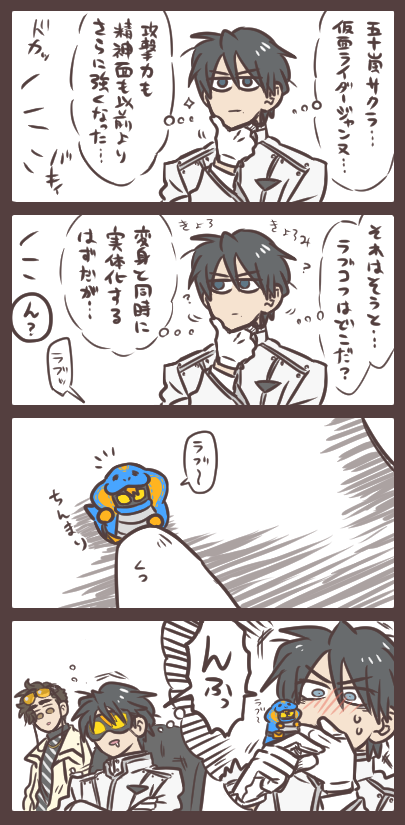 五十嵐サクラ…
仮面ライダージャンヌ…
攻撃力も
精神面も以前より
さらに強くなった…
ドカッ
バキ
それはそうと…
ラブコフはどこだ？
きょろ
きょろ
?
?
変身と同時に
実体化する
はずだが…
ん？
ラブッ
ラブ〜
ちんまり
くっ
んふっ
ラブ〜